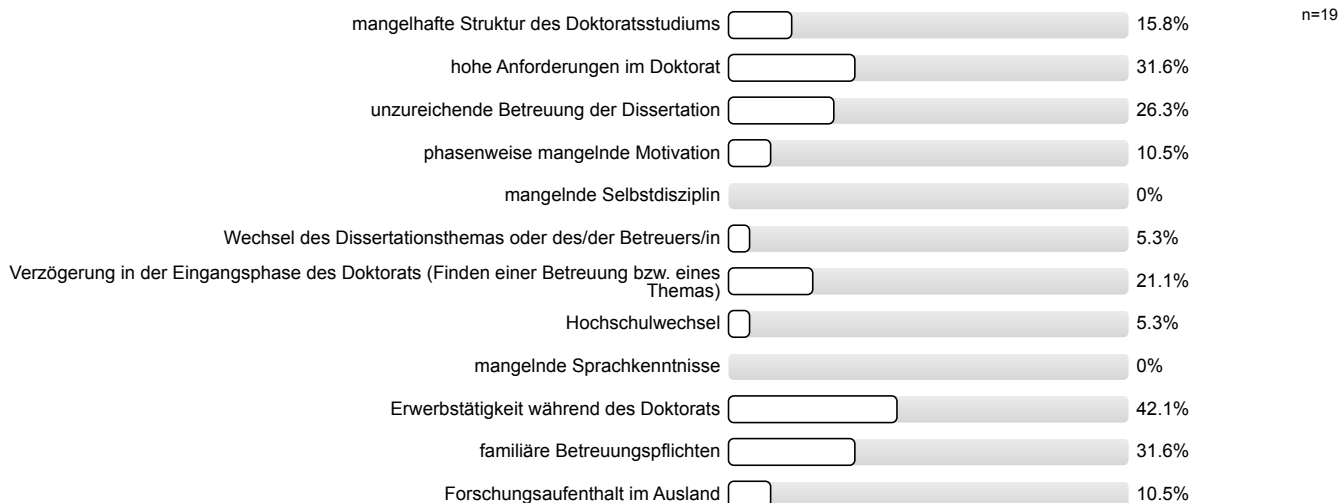 mangelhafte Struktur des Doktoratsstudiums 15.8% n=19
hohe Anforderungen im Doktorat 31.6%
unzureichende Betreuung der Dissertation 26.3%
phasenweise mangelnde Motivation 10.5%
mangelnde Selbstdisziplin 0%
Wechsel des Dissertationsthemas oder des/der Betreuers/in 5.3%
Verzögerung in der Eingangsphase des Doktorats (Finden einer Betreuung bzw. eines
Themas) 21.1%
Hochschulwechsel 5.3%
mangelnde Sprachkenntnisse 0%
Erwerbstätigkeit während des Doktorats 42.1%
familiäre Betreuungspflichten 31.6%
Forschungsaufenthalt im Ausland 10.5%